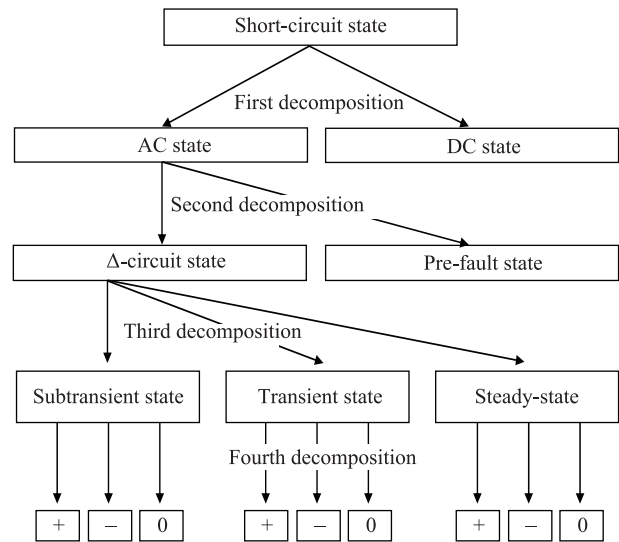 Short-circuit state
First decomposition
AC state
DC state
Second decomposition
Δ-circuit state
Pre-fault state
Third decomposition
Subtransient state
Transient state
Steady-state
Fourth decomposition
+ – 0 + – 0 + – 0